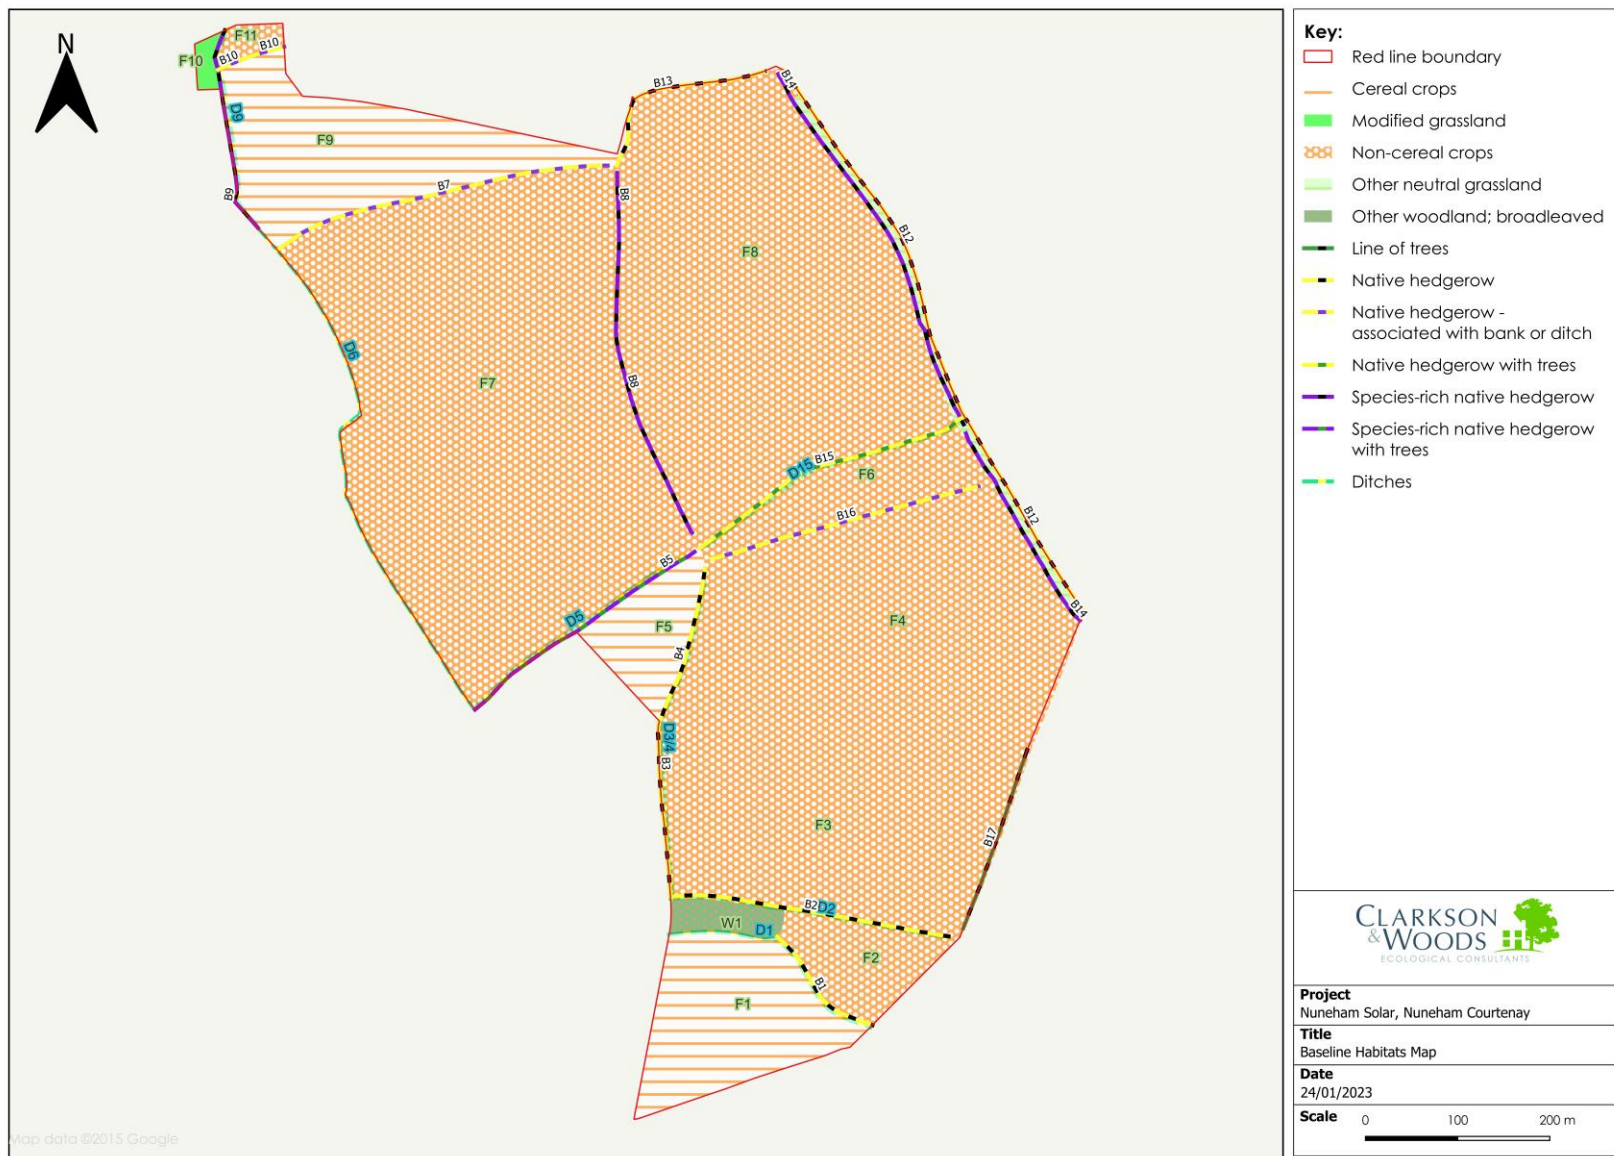 N
F11
B10
F10
B10
D9
F9
B9
B7
B13
B14
B8
F8
B12
D6
F7
B8
B15
D15
F6
B16
B12
B5
D5
F5
B4
F4
B14
D3/4
B3
F3
B17
B2
D2
W1
D1
F2
B1
F1
Map data ©2015 Google
Key:
Red line boundary
Cereal crops
Modified grassland
Non-cereal crops
Other neutral grassland
Other woodland; broadleaved
Line of trees
Native hedgerow
Native hedgerow -
associated with bank or ditch
Native hedgerow with trees
Species-rich native hedgerow
Species-rich native hedgerow
with trees
Ditches
CLARKSON
&WOODS
ECOLOGICAL CONSULTANTS
Project
Nuneham Solar, Nuneham Courtenay
Title
Baseline Habitats Map
Date
24/01/2023
Scale 0 100 200 m